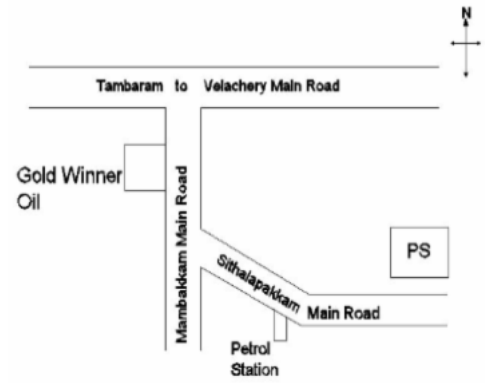 N
Tambaram to Velachery Main Road
Gold Winner
Oil
Mambakkam Main Road
Sithalapakkam
Main Road
PS
Petrol
Station